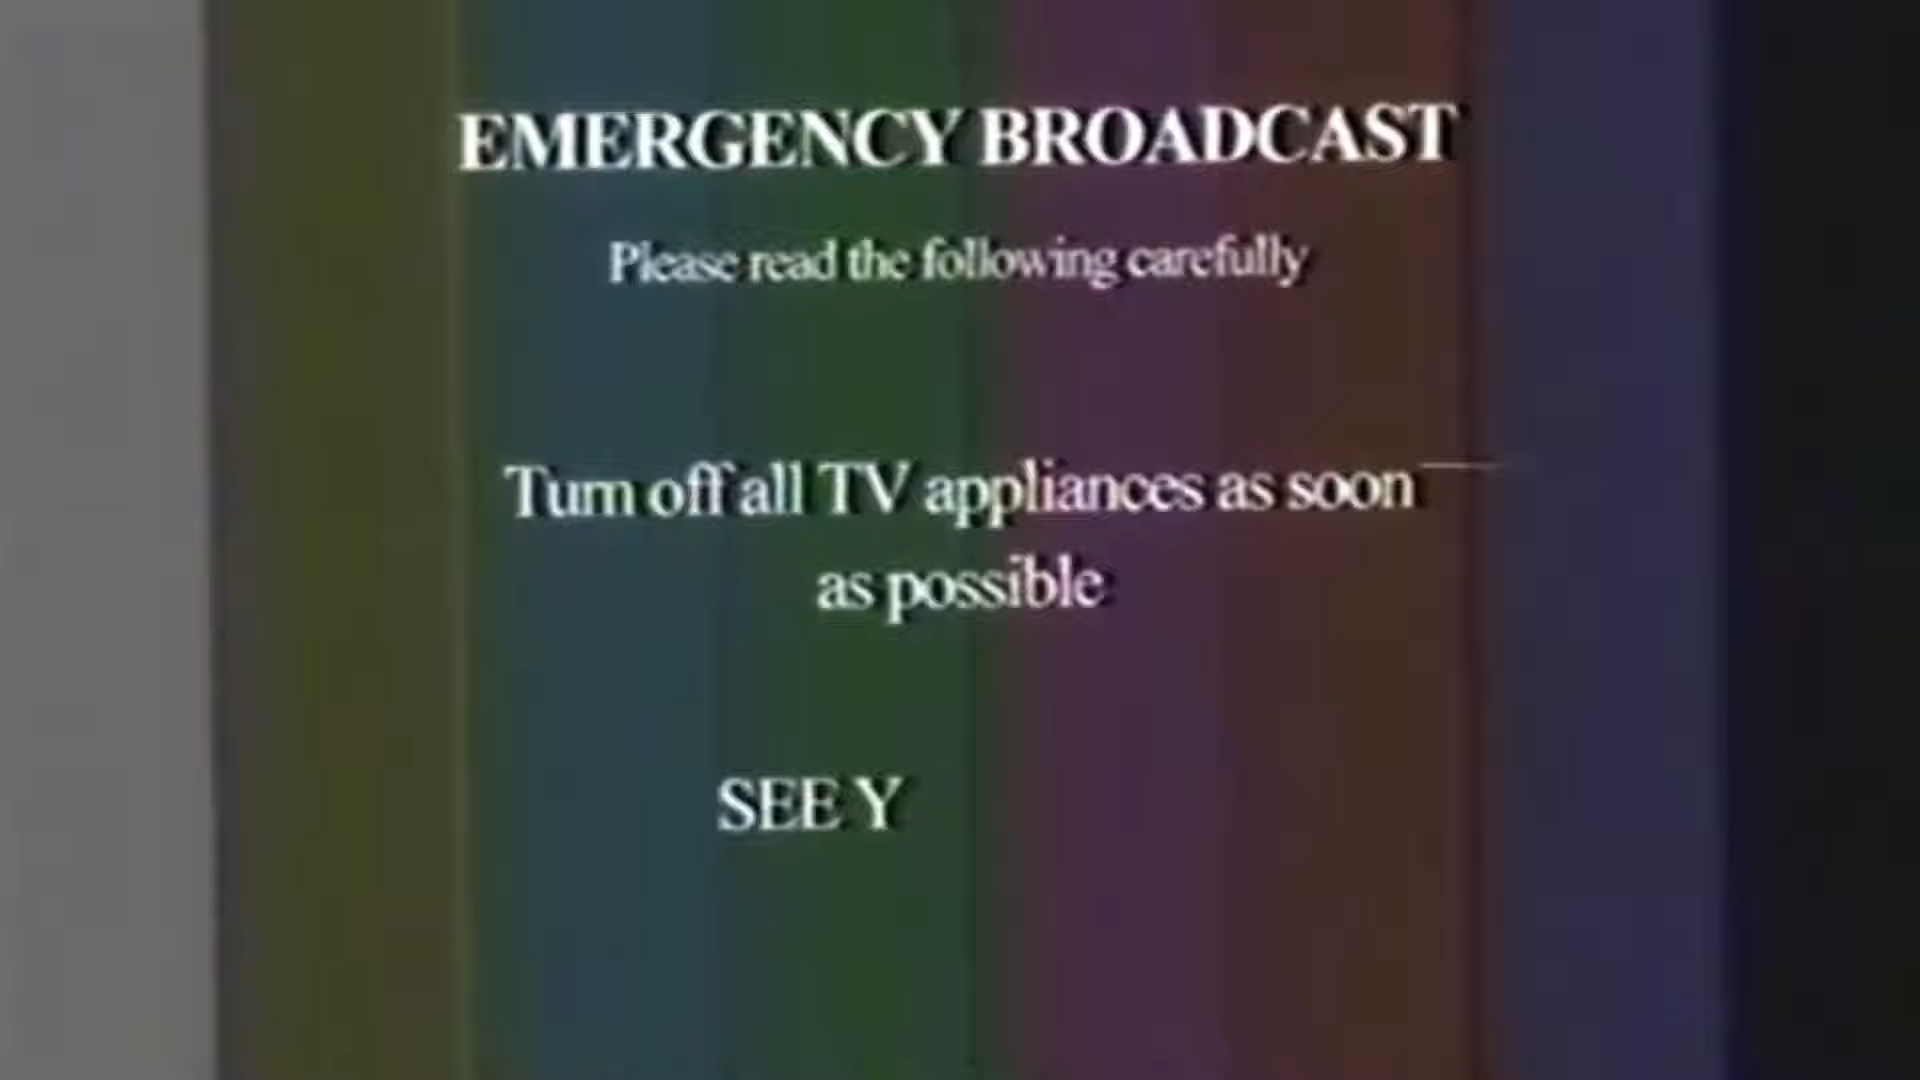 EMERGENCY BROADCAST
Please read the following carefully
Turn off all TV appliances as soon
as possible
SEE Y